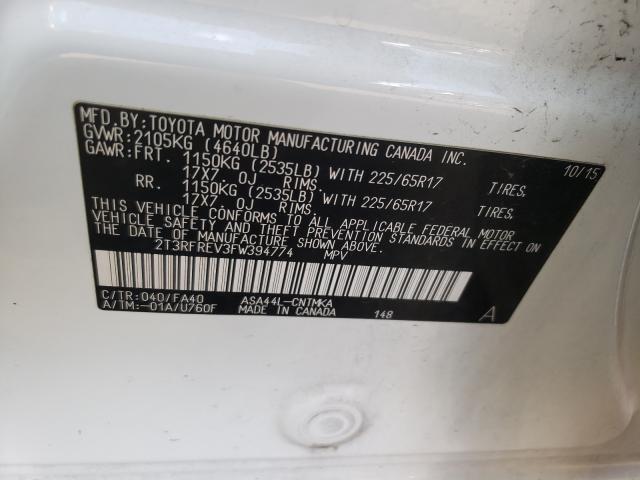 MFD.BY:TOYOTA MOTOR MANUFACTURING CANADA INC. 10/15
GVWR:2105KG (4640LB)
GAWR:FRT. 1150KG (2535LB) WITH 225/65R17 TIRES,
17X7.0J RIMS.
RR. 1150KG (2535LB) WITH 225/65R17 TIRES,
17X7.0J RIMS.
THIS VEHICLE CONFORMS TO ALL APPLICABLE FEDERAL MOTOR
VEHICLE SAFETY AND THEFT PREVENTION STANDARDS IN EFFECT ON
THE DATE OF MANUFACTURE SHOWN ABOVE.
2T3RFREV3FW394774 MPV
C/TR:040/FA40 ASA44L-CNTMKA
A/TM:-01A/U760F MADE IN CANADA 148 A